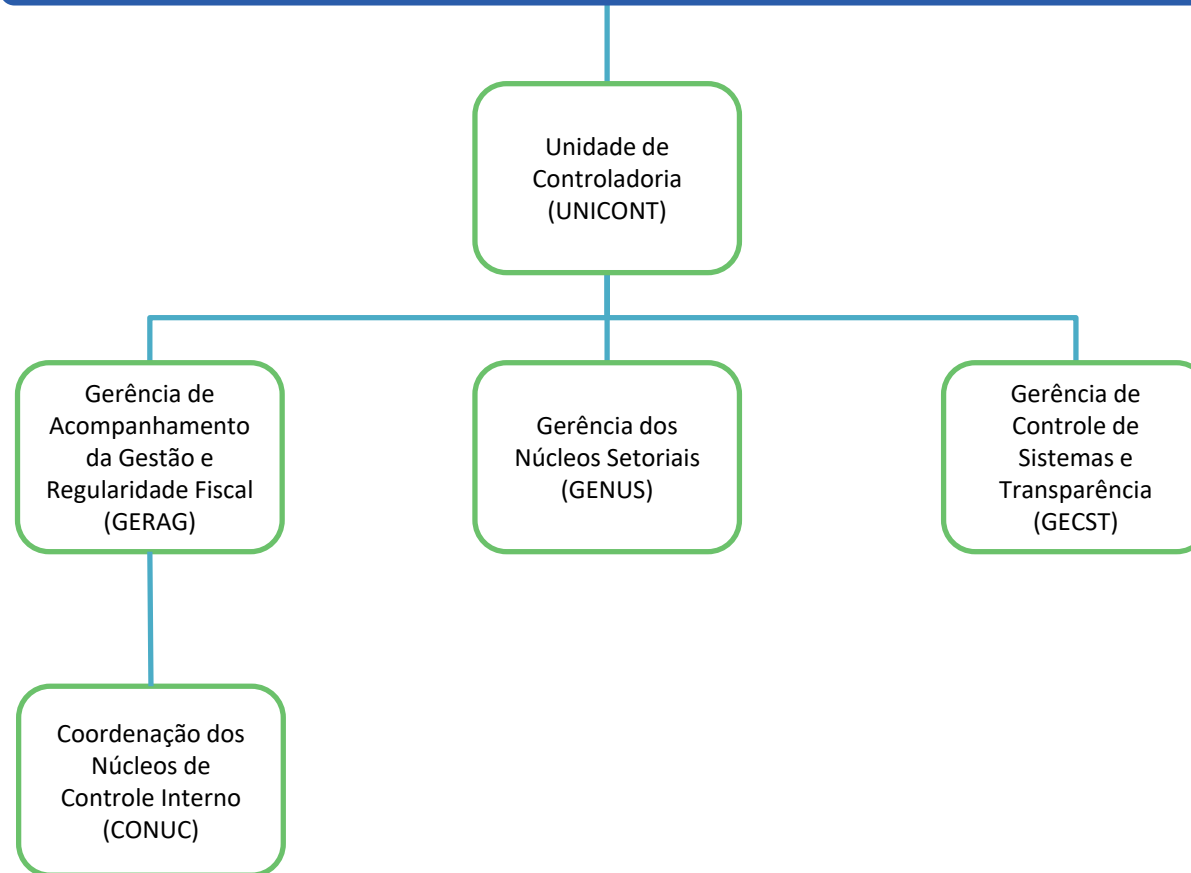 Unidade de
Controladoria
(UNICONT)
Gerência de
Acompanhamento
da Gestão e
Regularidade Fiscal
(GERAG)
Gerência dos
Núcleos Setoriais
(GENUS)
Gerência de
Controle de
Sistemas e
Transparência
(GECST)
Coordenação dos
Núcleos de
Controle Interno
(CONUC)